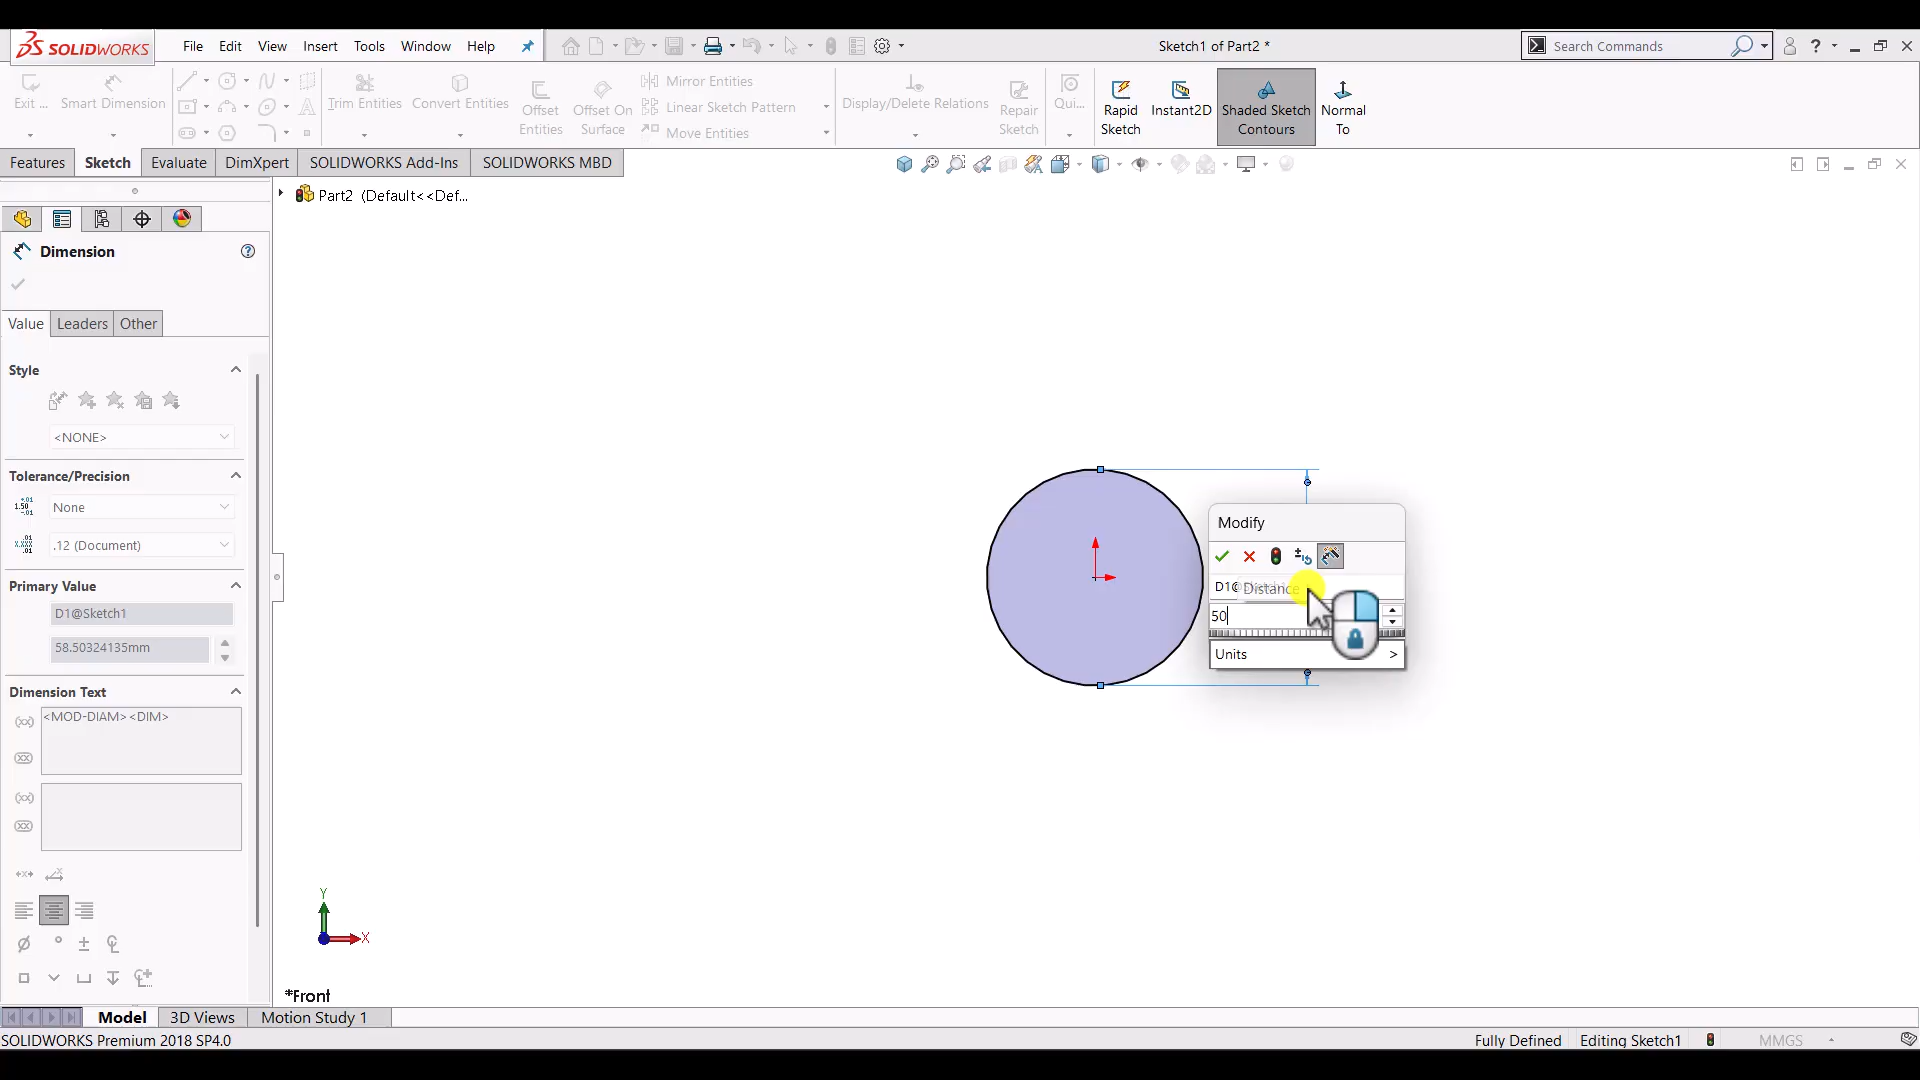 SOLIDWORKS
File Edit View Insert Tools Window Help
Sketch1 of Part2 *
Search Commands
Exit ...
Smart Dimension
Trim Entities
Convert Entities
Offset
Entities
Offset On
Surface
Mirror Entities
Linear Sketch Pattern
Move Entities
Display/Delete Relations
Repair
Sketch
Qui...
Rapid
Sketch
Instant2D
Shaded Sketch
Contours
Normal
To
Features Sketch Evaluate DimXpert SOLIDWORKS Add-Ins SOLIDWORKS MBD
Part2 (Default<<Def...
Dimension
Value Leaders Other
Style
<NONE>
Tolerance/Precision
None
.12 (Document)
Primary Value
D1@Sketch1
58.50324135mm
Dimension Text
<MOD-DIAM><DIM>
Modify
D1@
Distance
50
Units >
Y
X
*Front
Model 3D Views Motion Study 1
SOLIDWORKS Premium 2018 SP4.0
Fully Defined Editing Sketch1 MMGS